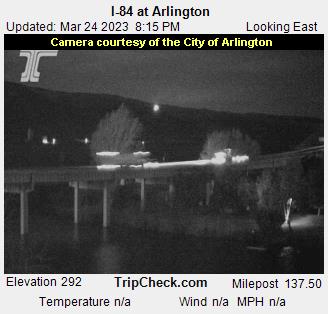 I-84 at Arlington
Updated: Mar 24 2023 8:15 PM Looking East
Camera courtesy of the City of Arlington
Elevation 292 TripCheck.com Milepost 137.50
Temperature n/a Wind n/a MPH n/a